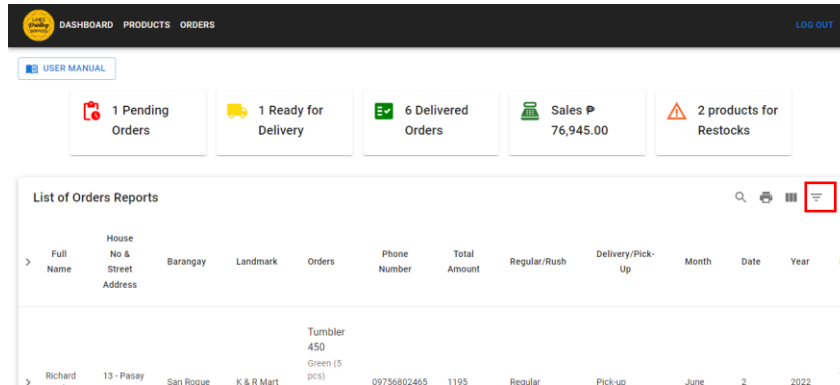 LINES
Printing
SERVICES
DASHBOARD PRODUCTS ORDERS
LOG OUT
USER MANUAL
1 Pending
Orders
1 Ready for
Delivery
6 Delivered
Orders
Sales ₱
76,945.00
2 products for
Restocks
List of Orders Reports
Full
Name
House
No &
Street
Address
Barangay
Landmark
Orders
Phone
Number
Total
Amount
Regular/Rush
Delivery/Pick-
Up
Month
Date
Year
Tumbler
450
Green (5
pcs)
Richard
13 - Pasay
San Roque
K & R Mart
09756802465
1195
Regular
Pick-up
June
2
2022